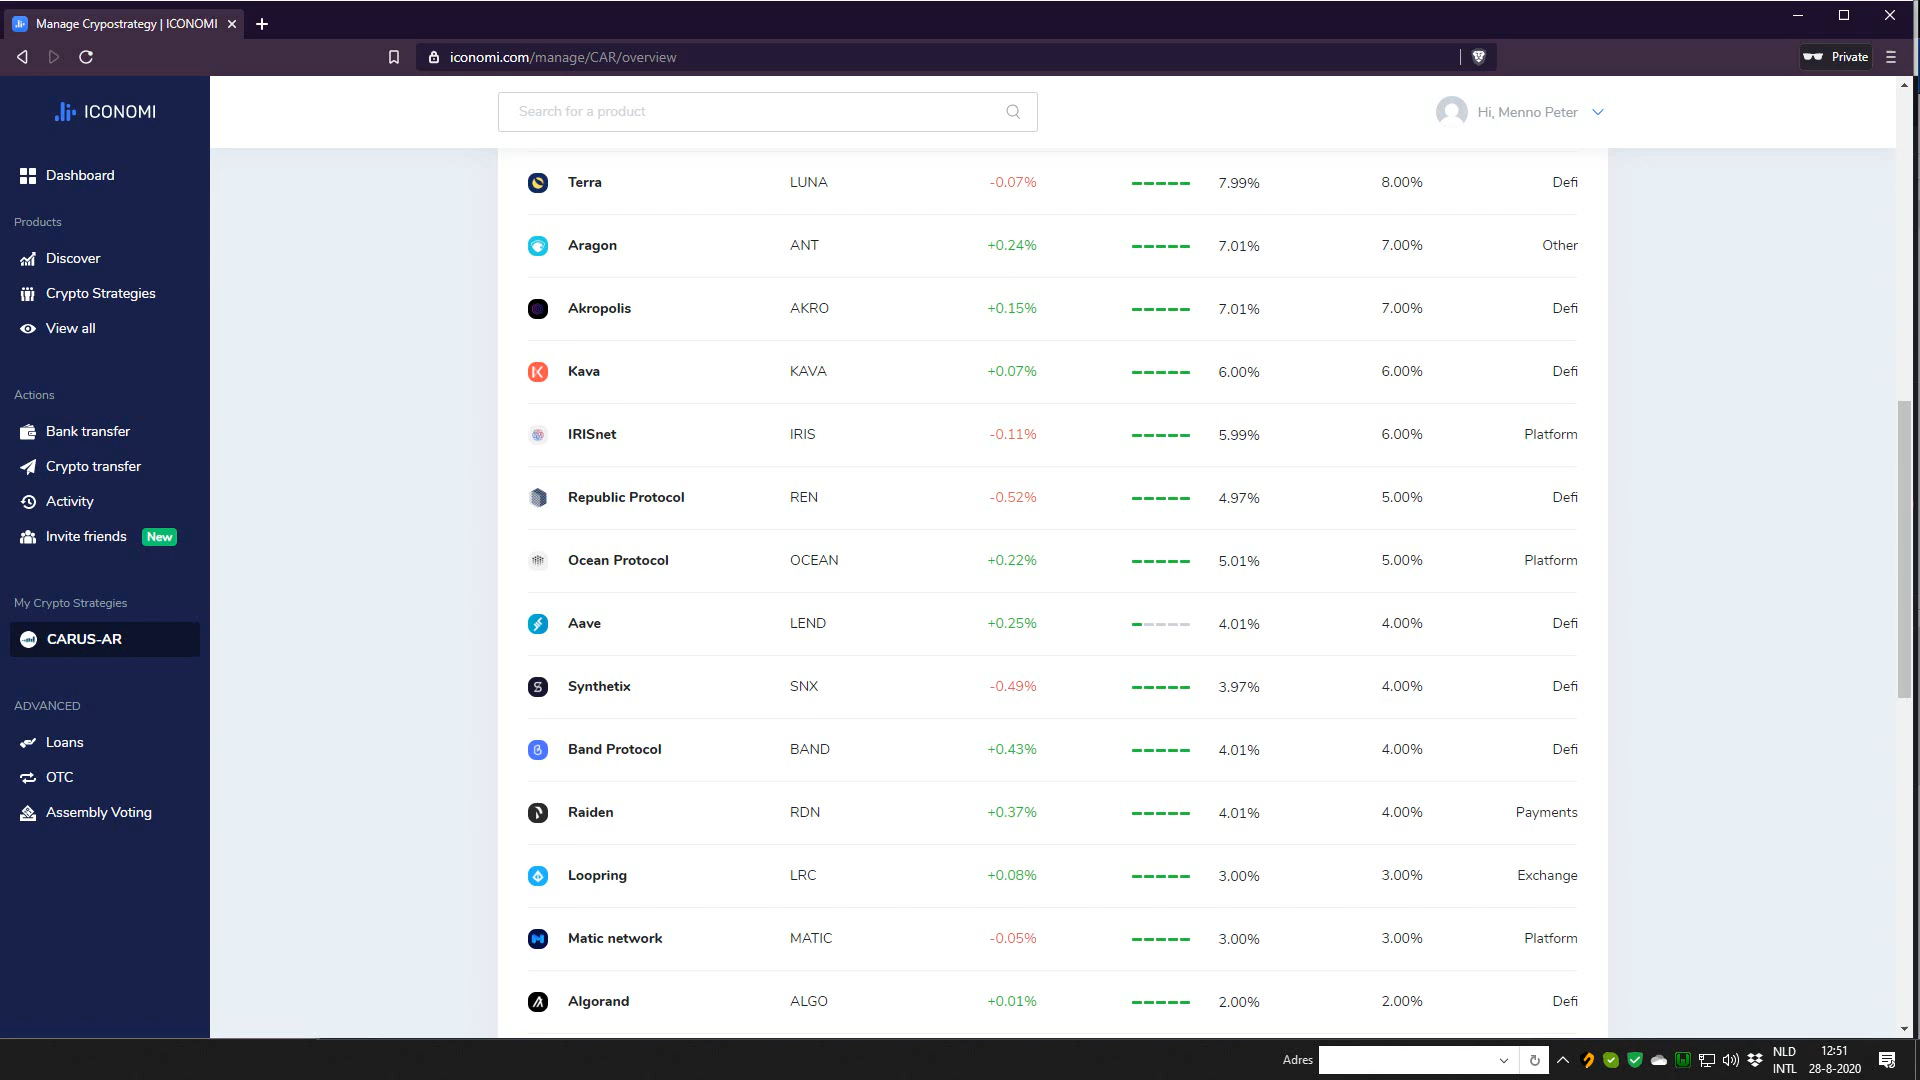 Manage Crypostrategy | ICONOMI
iconomi.com/manage/CAR/overview
Private
ICONOMI
Search for a product
Hi, Menno Peter
Dashboard
Products
Discover
Crypto Strategies
View all
Actions
Bank transfer
Crypto transfer
Activity
Invite friends New
My Crypto Strategies
CARUS-AR
ADVANCED
Loans
OTC
Assembly Voting
Terra LUNA -0.07% 7.99% 8.00% Defi
Aragon ANT +0.24% 7.01% 7.00% Other
Akropolis AKRO +0.15% 7.01% 7.00% Defi
Kava KAVA +0.07% 6.00% 6.00% Defi
IRISnet IRIS -0.11% 5.99% 6.00% Platform
Republic Protocol REN -0.52% 4.97% 5.00% Defi
Ocean Protocol OCEAN +0.22% 5.01% 5.00% Platform
Aave LEND +0.25% 4.01% 4.00% Defi
Synthetix SNX -0.49% 3.97% 4.00% Defi
Band Protocol BAND +0.43% 4.01% 4.00% Defi
Raiden RDN +0.37% 4.01% 4.00% Payments
Loopring LRC +0.08% 3.00% 3.00% Exchange
Matic network MATIC -0.05% 3.00% 3.00% Platform
Algorand ALGO +0.01% 2.00% 2.00% Defi
Adres
NLD 12:51
INTL 28-8-2020